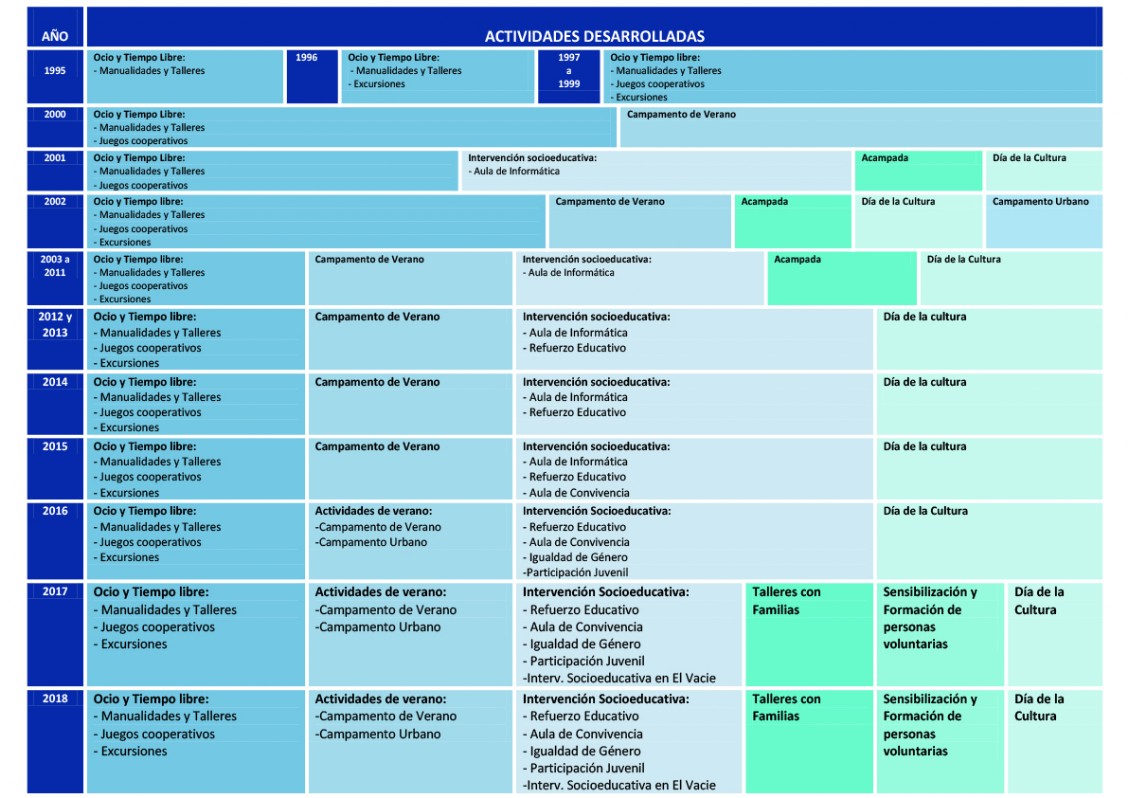 AÑO
ACTIVIDADES DESARROLLADAS
1995
Ocio y Tiempo Libre:
- Manualidades y Talleres
1996
Ocio y Tiempo Libre:
- Manualidades y Talleres
- Excursiones
1997
a
1999
Ocio y Tiempo libre:
- Manualidades y Talleres
- Juegos cooperativos
- Excursiones
2000
Ocio y Tiempo Libre:
- Manualidades y Talleres
- Juegos cooperativos
Campamento de Verano
2001
Ocio y Tiempo Libre:
- Manualidades y Talleres
- Juegos cooperativos
Intervención socioeducativa:
- Aula de Informática
Acampada
Día de la Cultura
2002
Ocio y Tiempo libre:
- Manualidades y Talleres
- Juegos cooperativos
- Excursiones
Campamento de Verano
Acampada
Día de la Cultura
Campamento Urbano
2003 a
2011
Ocio y Tiempo libre:
- Manualidades y Talleres
- Juegos cooperativos
- Excursiones
Campamento de Verano
Intervención socioeducativa:
- Aula de Informática
Acampada
Día de la Cultura
2012 y
2013
Ocio y Tiempo libre:
- Manualidades y Talleres
- Juegos cooperativos
- Excursiones
Campamento de Verano
Intervención socioeducativa:
- Aula de Informática
- Refuerzo Educativo
Día de la cultura
2014
Ocio y Tiempo libre:
- Manualidades y Talleres
- Juegos cooperativos
- Excursiones
Campamento de Verano
Intervención socioeducativa:
- Aula de Informática
- Refuerzo Educativo
Día de la cultura
2015
Ocio y Tiempo libre:
- Manualidades y Talleres
- Juegos cooperativos
- Excursiones
Campamento de Verano
Intervención socioeducativa:
- Aula de Informática
- Refuerzo Educativo
- Aula de Convivencia
Día de la cultura
2016
Ocio y Tiempo libre:
- Manualidades y Talleres
- Juegos cooperativos
- Excursiones
Actividades de verano:
-Campamento de Verano
-Campamento Urbano
Intervención Socioeducativa:
- Refuerzo Educativo
- Aula de Convivencia
- Igualdad de Género
-Participación Juvenil
Día de la Cultura
2017
Ocio y Tiempo libre:
- Manualidades y Talleres
- Juegos cooperativos
- Excursiones
Actividades de verano:
-Campamento de Verano
-Campamento Urbano
Intervención Socioeducativa:
- Refuerzo Educativo
- Aula de Convivencia
- Igualdad de Género
- Participación Juvenil
-Interv. Socioeducativa en El Vacie
Talleres con
Familias
Sensibilización y
Formación de
personas
voluntarias
Día de la
Cultura
2018
Ocio y Tiempo libre:
- Manualidades y Talleres
- Juegos cooperativos
- Excursiones
Actividades de verano:
-Campamento de Verano
-Campamento Urbano
Intervención Socioeducativa:
- Refuerzo Educativo
- Aula de Convivencia
- Igualdad de Género
- Participación Juvenil
-Interv. Socioeducativa en El Vacie
Talleres con
Familias
Sensibilización y
Formación de
personas
voluntarias
Día de la
Cultura